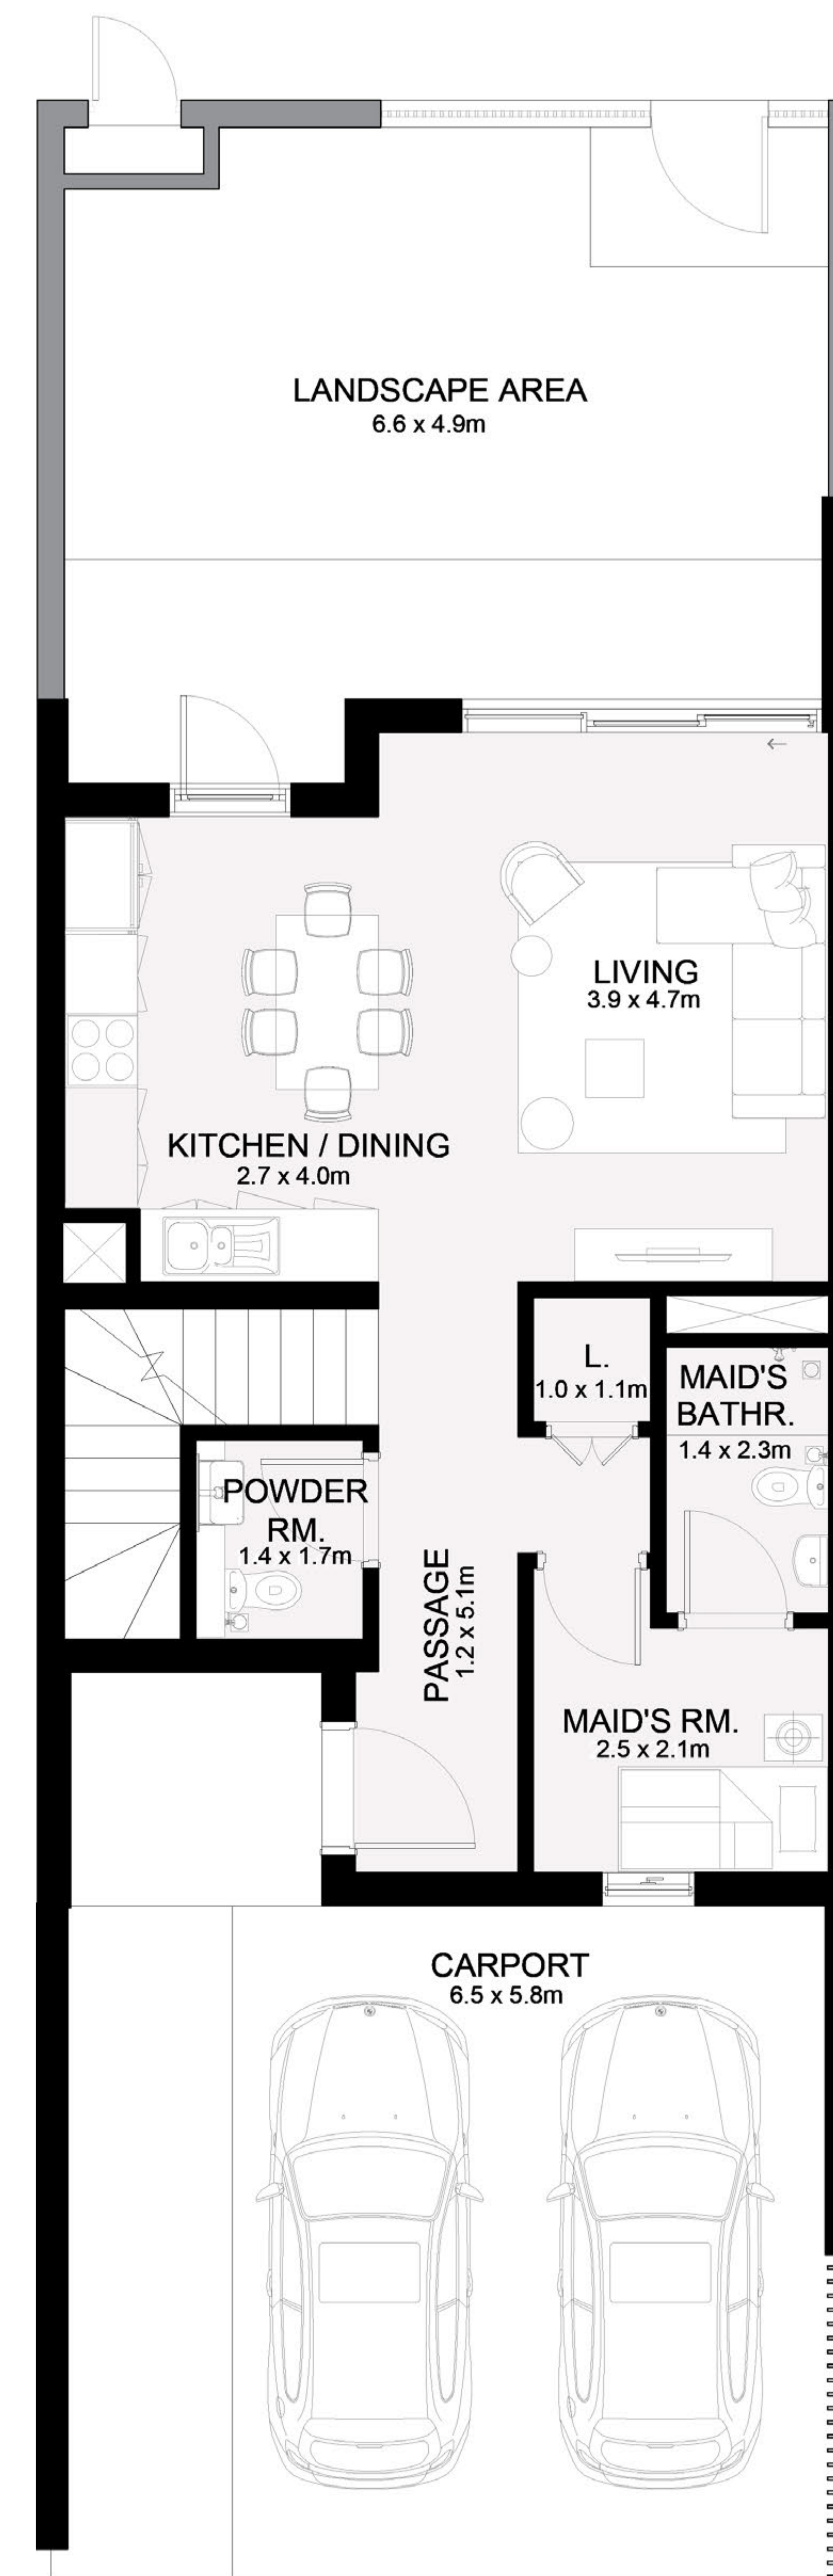 LANDSCAPE AREA
6.6 x 4.9m
LIVING
3.9 x 4.7m
KITCHEN / DINING
2.7 x 4.0m
L.
1.0 x 1.1m
MAID'S
BATHR.
1.4 x 2.3m
POWDER
RM.
1.4 x 1.7m
PASSAGE
1.2 x 5.1m
MAID'S RM.
2.5 x 2.1m
CARPORT
6.5 x 5.8m